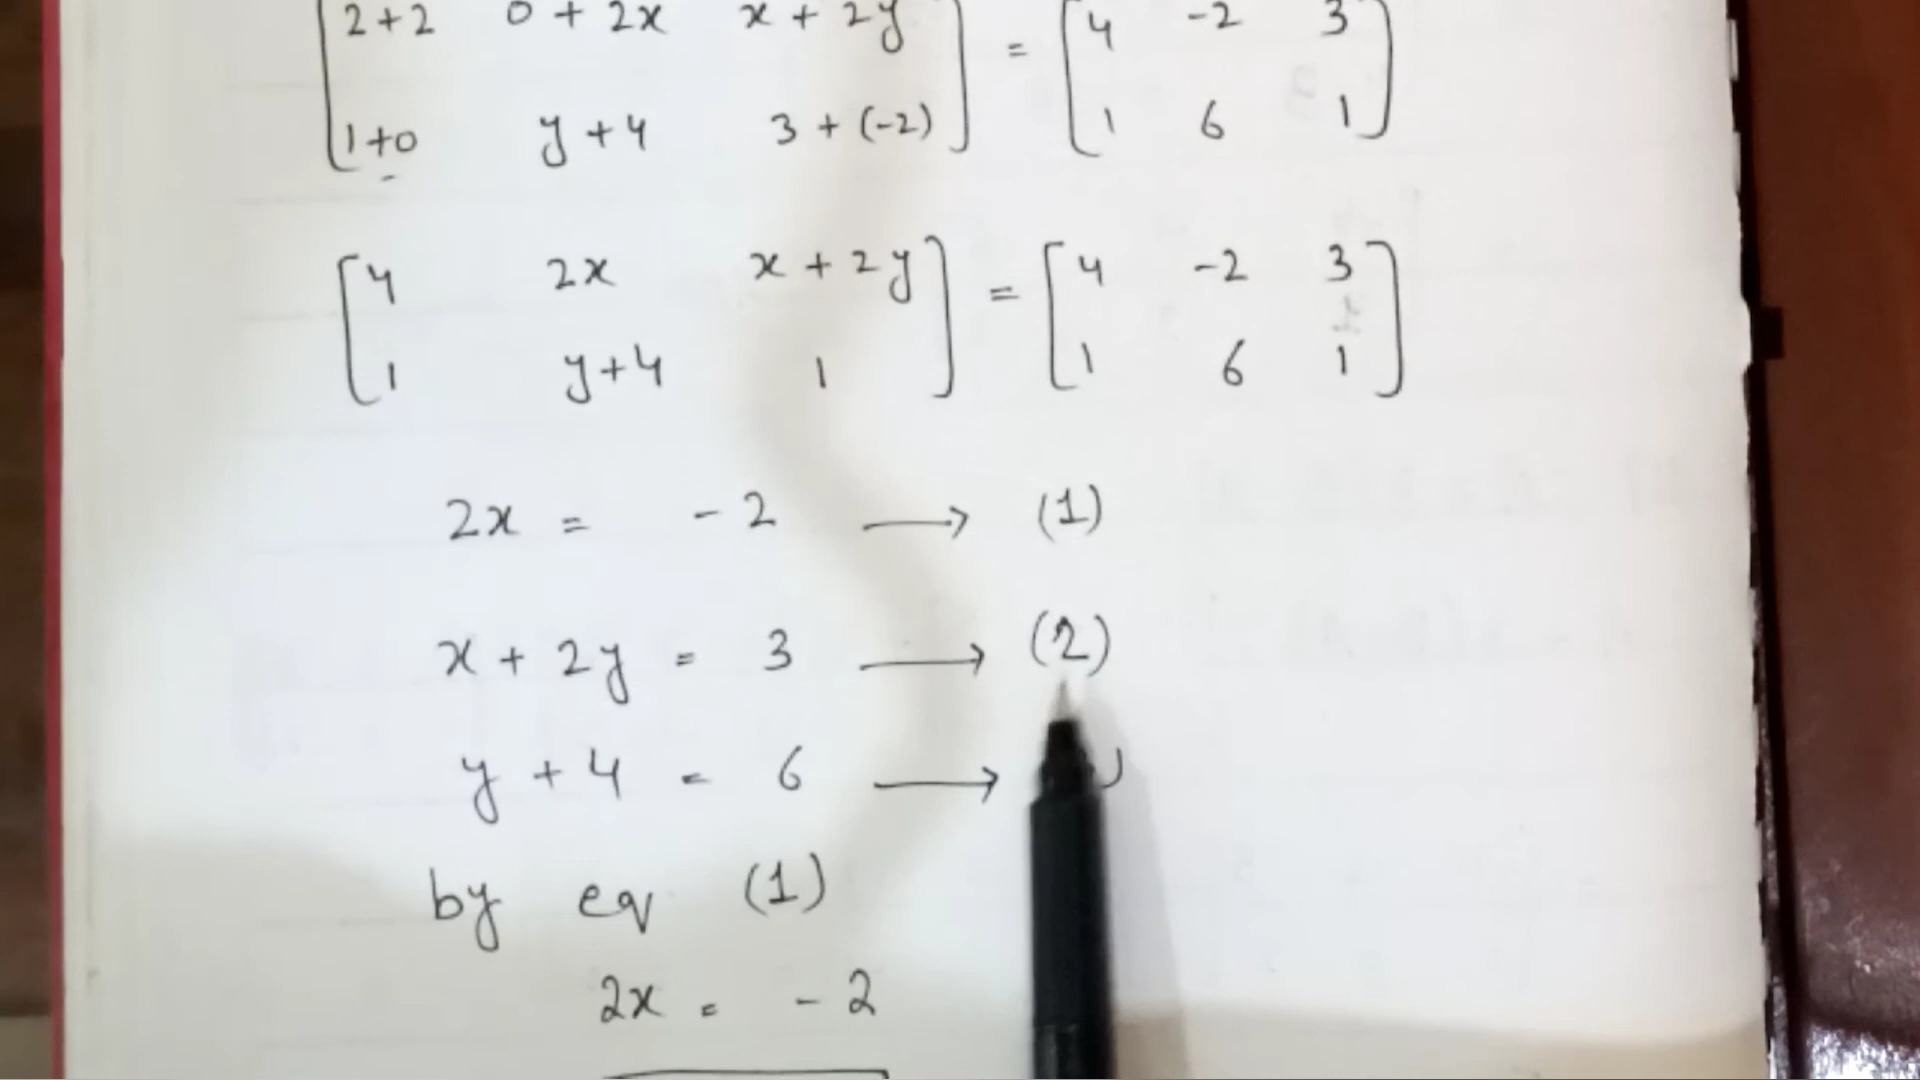 [2+2 0+2x x+2y] = [4 -2 3]
[1+0 y+4 3+(-2)] [1 6 1]
[4 2x x+2y] = [4 -2 3]
[1 y+4 1] [1 6 1]
2x = -2 → (1)
x+2y = 3 → (2)
y+4 = 6 →
by eq (1)
2x = -2